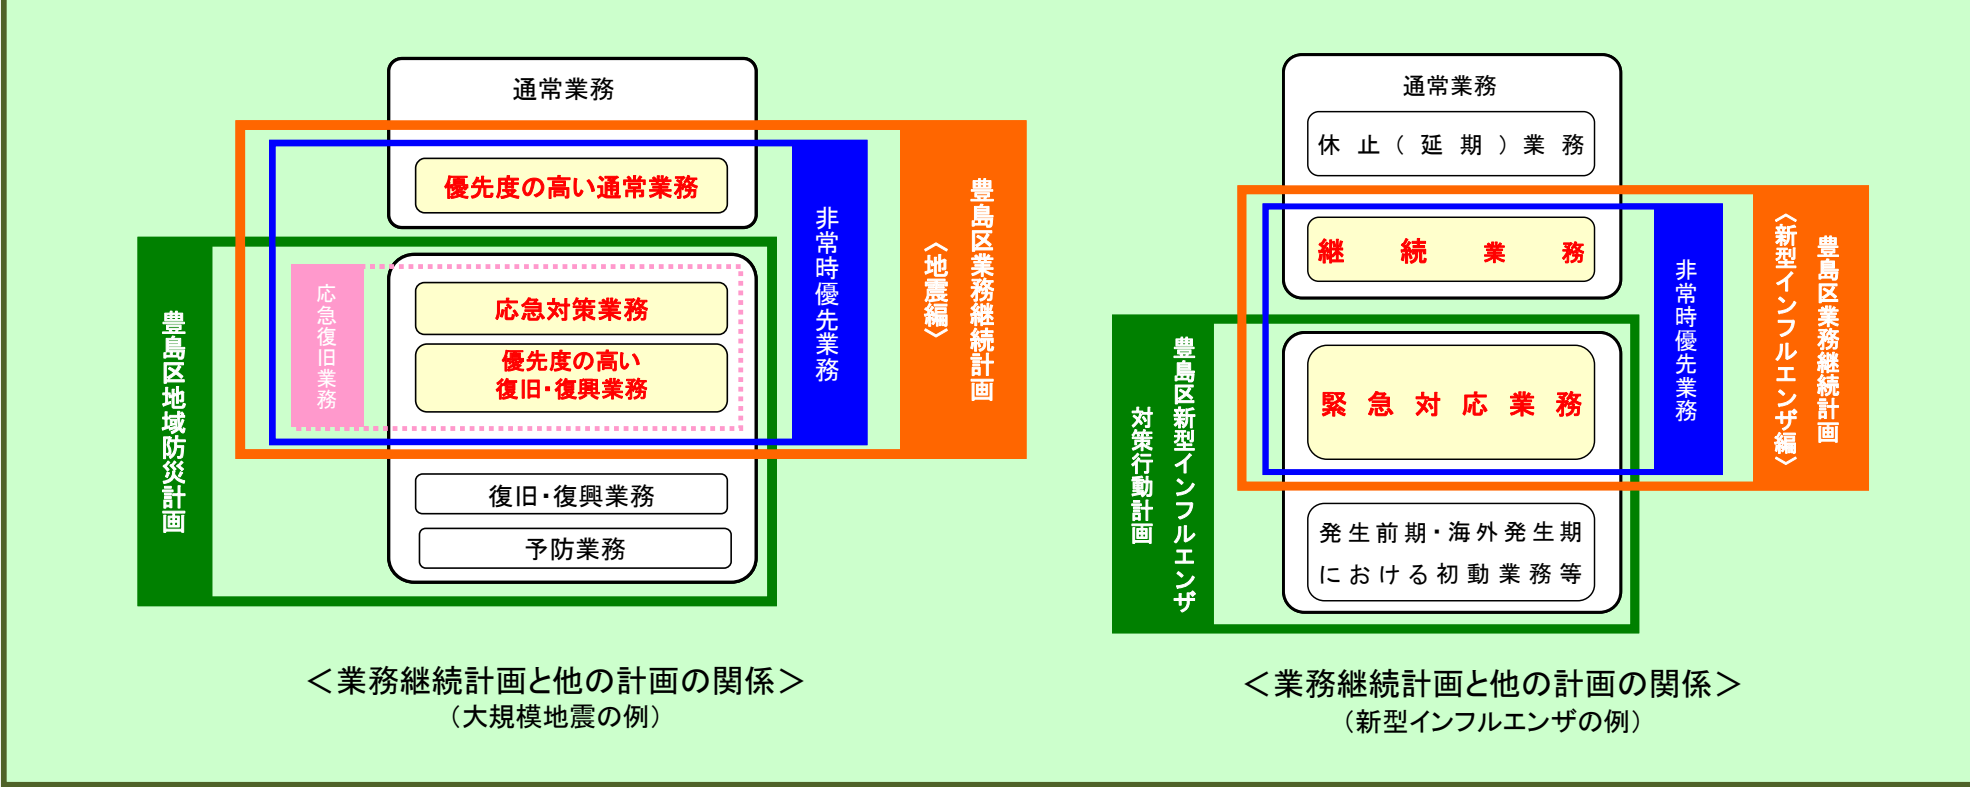 通常業務
優先度の高い通常業務
応急対策業務
優先度の高い
復旧・復興業務
復旧・復興業務
予防業務
応急復旧業務
非常時優先業務
豊島区業務継続計画
〈地震編〉
豊島区地域防災計画
＜業務継続計画と他の計画の関係＞
（大規模地震の例）
通常業務
休止（延期）業務
継続業務
緊急対応業務
発生前期・海外発生期
における初動業務等
非常時優先業務
豊島区業務継続計画
〈新型インフルエンザ編〉
豊島区新型インフルエンザ
対策行動計画
＜業務継続計画と他の計画の関係＞
（新型インフルエンザの例）